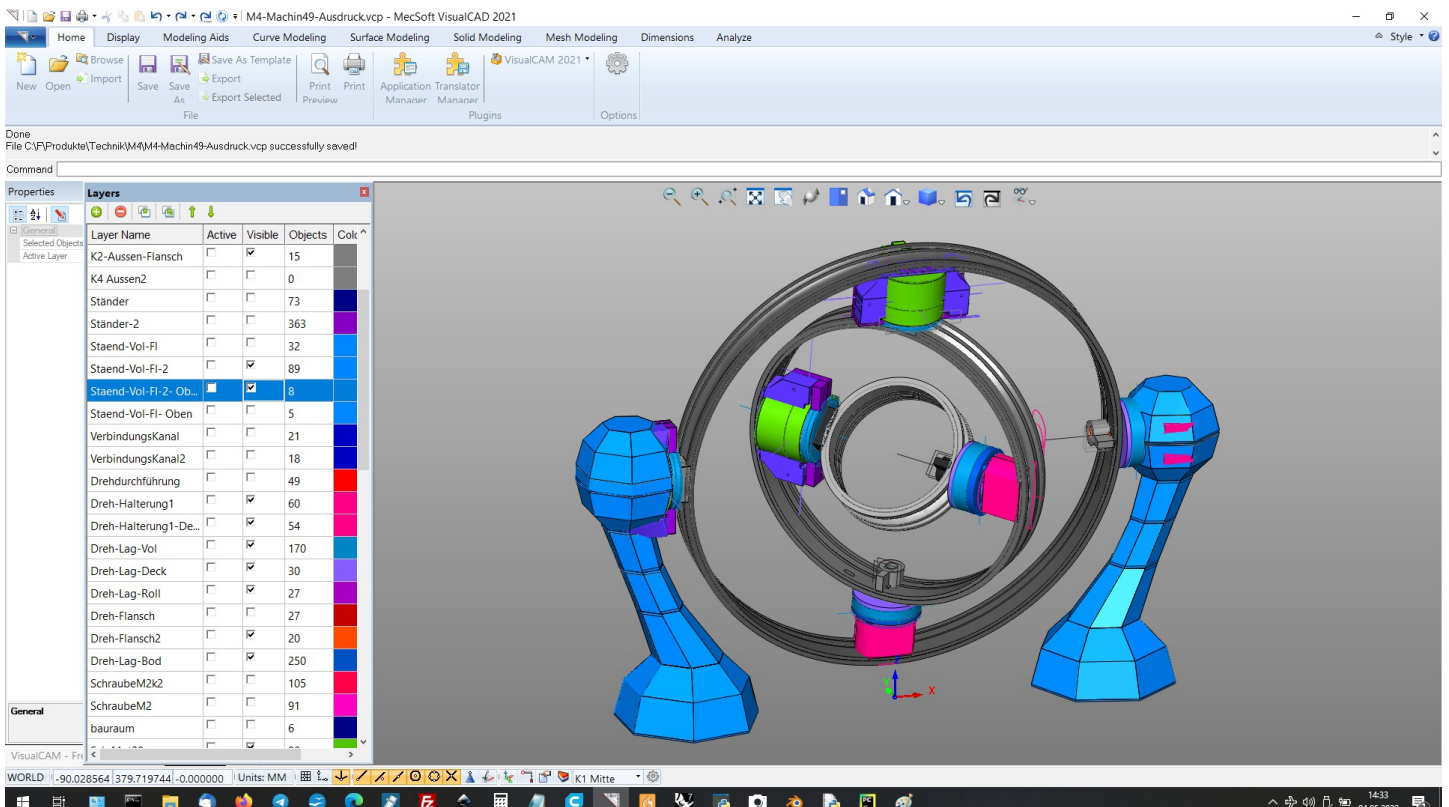 M4-Machin49-Ausdruck.vcp - MecSoft VisualCAD 2021
Home Display Modeling Aids Curve Modeling Surface Modeling Solid Modeling Mesh Modeling Dimensions Analyze Style
New Open Browse Import Save Save As Save As Template Export Export Selected Print Preview Print Application Manager Translator Manager VisualCAM 2021
File Plugins Options
Done
File C:\F\Produkte\Technik\M4\M4-Machin49-Ausdruck.vcp successfully saved!
Command
Properties
General
Selected Objects
Active Layer
Layers
Layer Name Active Visible Objects
K2-Aussen-Flansch 15
K4 Aussen2 0
Ständer 73
Ständer-2 363
Staend-Vol-Fl 32
Staend-Vol-Fl-2 89
Staend-Vol-Fl-2- Ob... 8
Staend-Vol-Fl- Oben 5
VerbindungsKanal 21
VerbindungsKanal2 18
Drehdurchführung 49
Dreh-Halterung1 60
Dreh-Halterung1-De... 54
Dreh-Lag-Vol 170
Dreh-Lag-Deck 30
Dreh-Lag-Roll 27
Dreh-Flansch 27
Dreh-Flansch2 20
Dreh-Lag-Bod 250
SchraubeM2k2 105
SchraubeM2 91
bauraum 6
General
VisualCAM - Fre
X
WORLD -90.028564 379.719744 -0.000000 Units: MM K1 Mitte
14:33